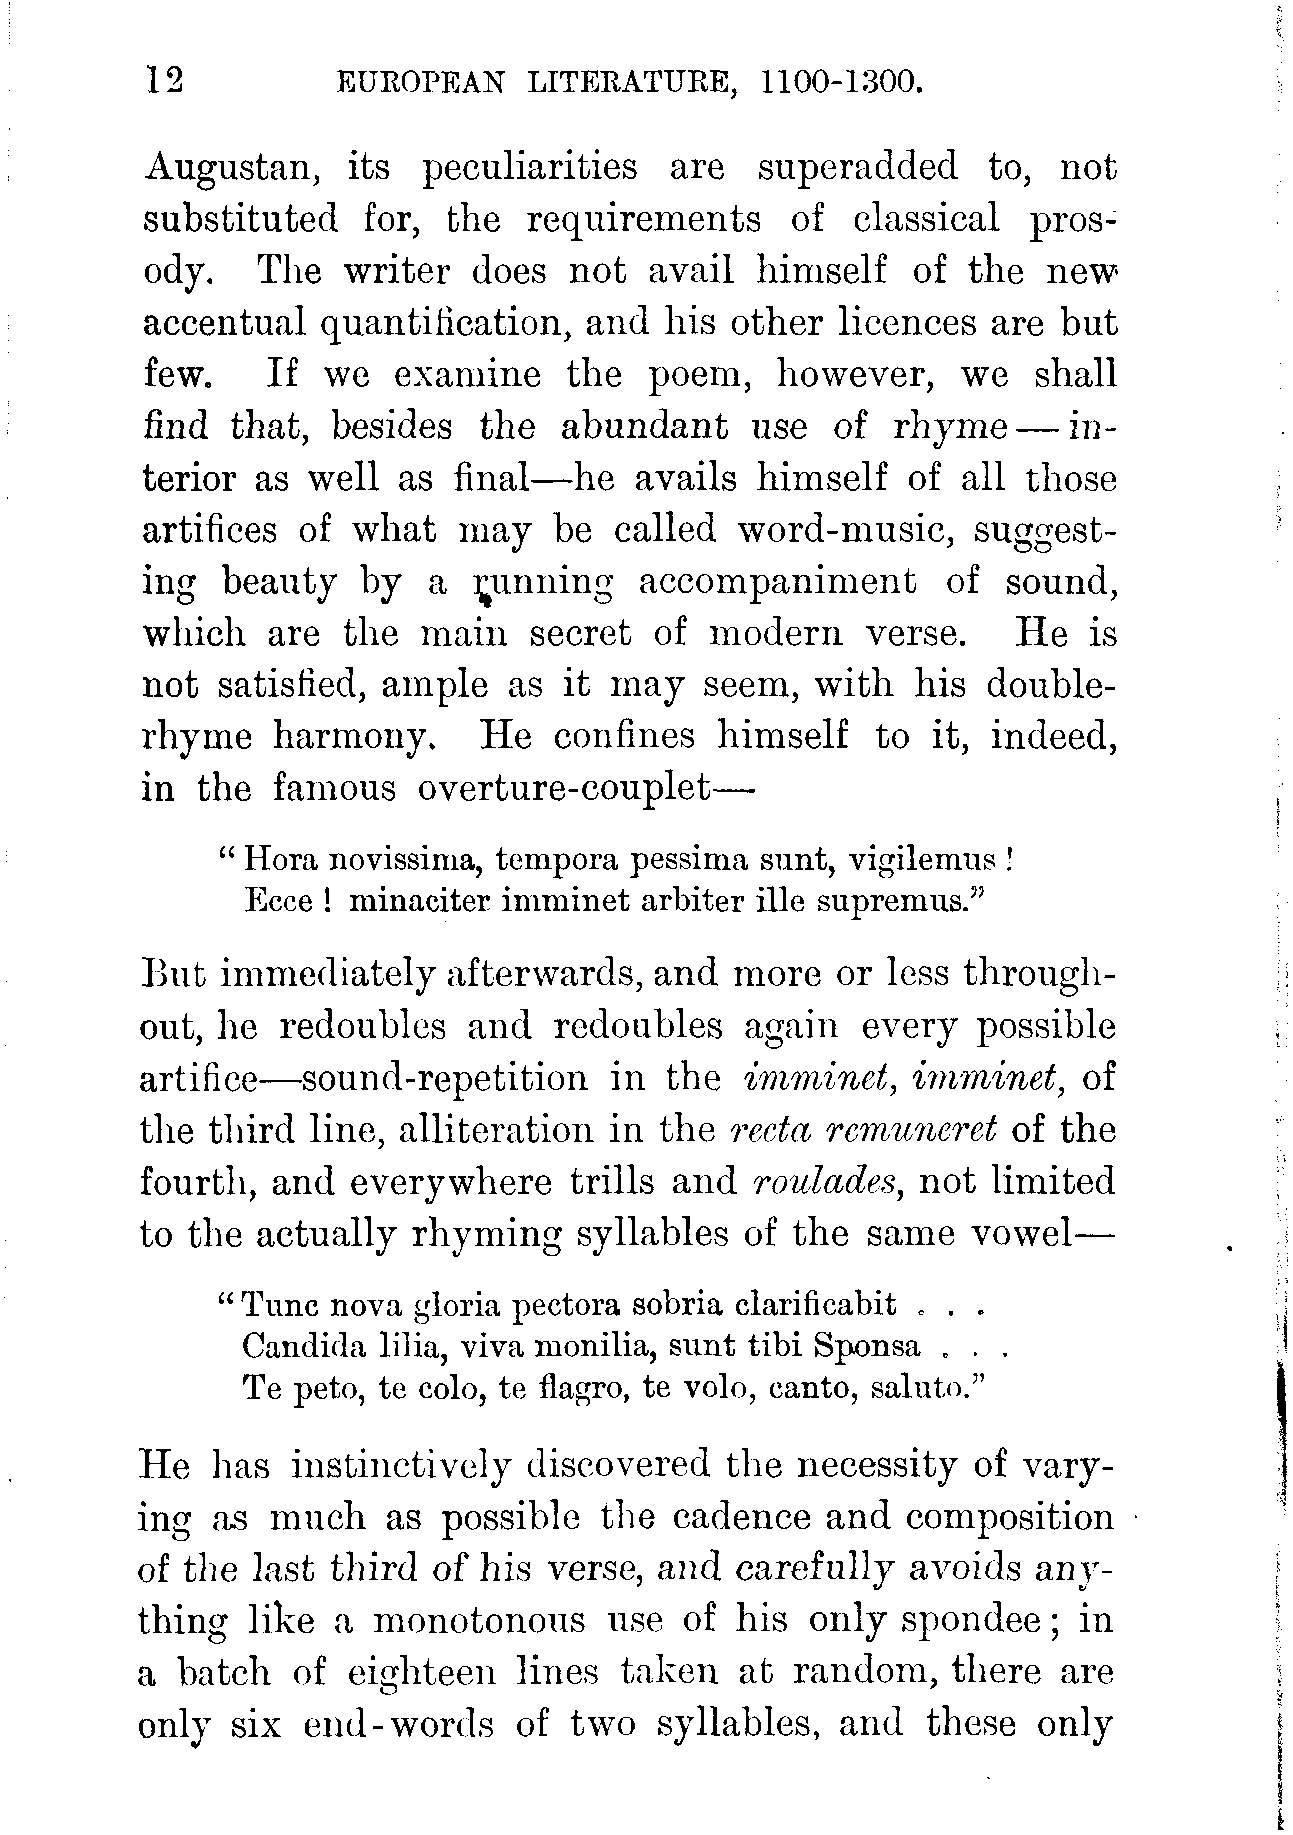 12 EUROPEAN LITERATURE, 1100-1300.
Augustan, its peculiarities are superadded to, not
substituted for, the requirements of classical pros-
ody. The writer does not avail himself of the new
accentual quantification, and his other licences are but
few. If we examine the poem, however, we shall
find that, besides the abundant use of rhyme — in-
terior as well as final—he avails himself of all those
artifices of what may be called word-music, suggest-
ing beauty by a running accompaniment of sound,
which are the main secret of modern verse. He is
not satisfied, ample as it may seem, with his double-
rhyme harmony. He confines himself to it, indeed,
in the famous overture-couplet—
“ Hora novissima, tempora pessima sunt, vigilemus !
Ecce ! minaciter imminet arbiter ille supremus.”
But immediately afterwards, and more or less through-
out, he redoubles and redoubles again every possible
artifice—sound-repetition in the imminet, imminet, of
the third line, alliteration in the recta remuneret of the
fourth, and everywhere trills and roulades, not limited
to the actually rhyming syllables of the same vowel—
“ Tunc nova gloria pectora sobria clarificabit . . .
Candida lilia, viva monilia, sunt tibi Sponsa . . .
Te peto, te colo, te flagro, te volo, canto, saluto.”
He has instinctively discovered the necessity of vary-
ing as much as possible the cadence and composition
of the last third of his verse, and carefully avoids any-
thing like a monotonous use of his only spondee ; in
a batch of eighteen lines taken at random, there are
only six end-words of two syllables, and these only